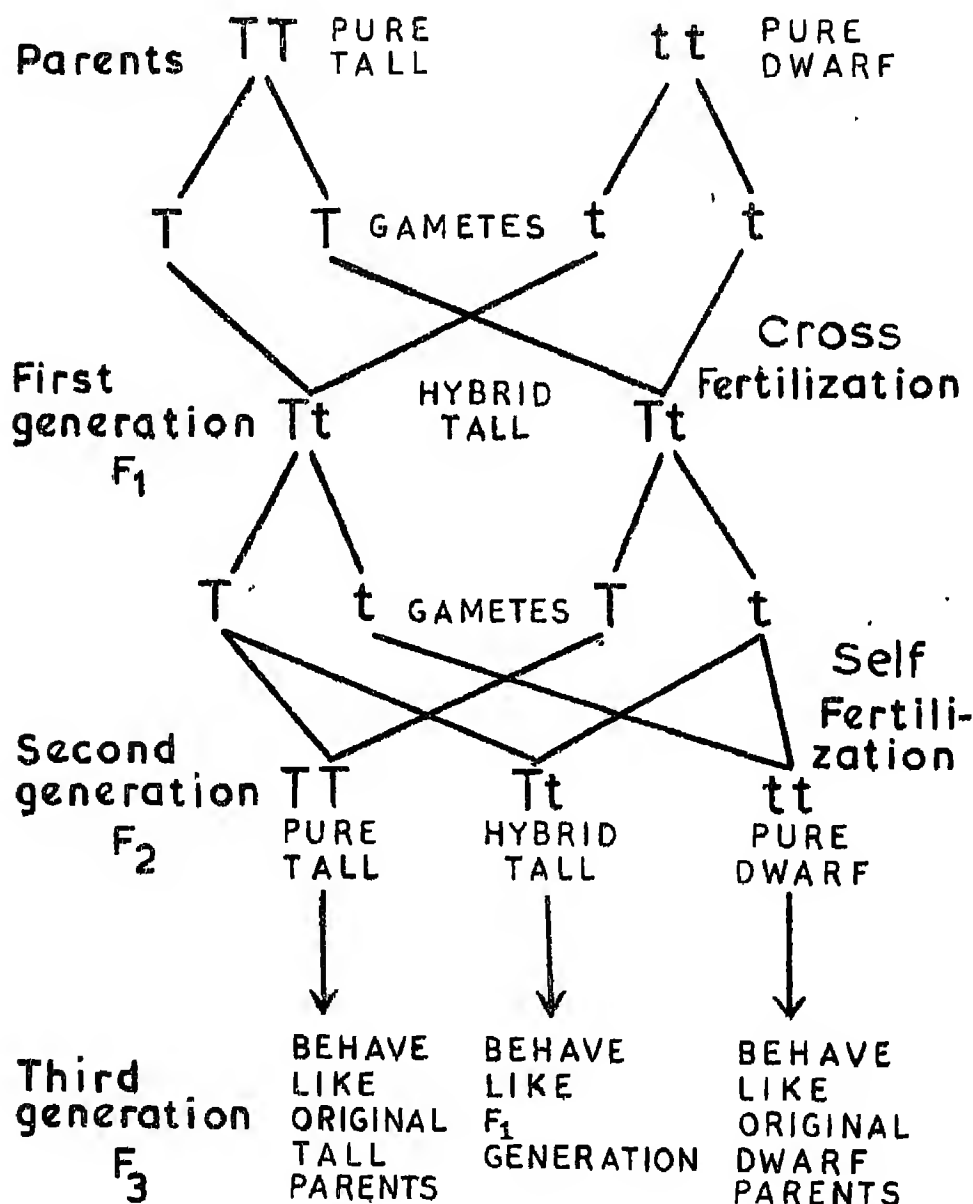 Parents TT PURE TALL tt PURE DWARF
T T GAMETES t t
Cross Fertilization
First generation F₁ Tt HYBRID TALL Tt
T t GAMETES T t
Self Fertili-zation
Second generation F₂
TT PURE TALL
Tt HYBRID TALL
tt PURE DWARF
Third generation F₃
BEHAVE LIKE ORIGINAL TALL PARENTS
BEHAVE LIKE F₁ GENERATION
BEHAVE LIKE ORIGINAL DWARF PARENTS